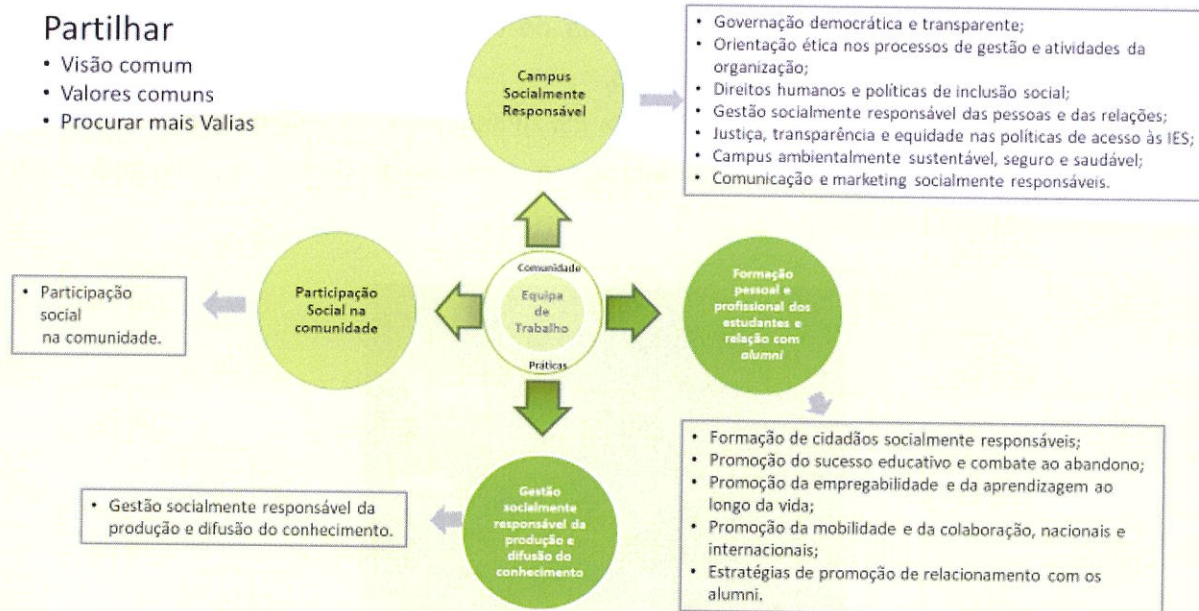 Partilhar
• Visão comum
• Valores comuns
• Procurar mais Valias
Campus
Socialmente
Responsável
• Governação democrática e transparente;
• Orientação ética nos processos de gestão e atividades da
organização;
• Direitos humanos e políticas de inclusão social;
• Gestão socialmente responsável das pessoas e das relações;
• Justiça, transparência e equidade nas políticas de acesso às IES;
• Campus ambientalmente sustentável, seguro e saudável;
• Comunicação e marketing socialmente responsáveis.
• Participação
social
na comunidade.
Participação
Social na
comunidade
Comunidade
Equipa
de
Trabalho
Práticas
Formação
pessoal e
profissional dos
estudantes e
relação com
alumni
• Formação de cidadãos socialmente responsáveis;
• Promoção do sucesso educativo e combate ao abandono;
• Promoção da empregabilidade e da aprendizagem ao
longo da vida;
• Promoção da mobilidade e da colaboração, nacionais e
internacionais;
• Estratégias de promoção de relacionamento com os
alumni.
• Gestão socialmente responsável da
produção e difusão do conhecimento.
Gestão
socialmente
responsável da
produção e
difusão do
conhecimento